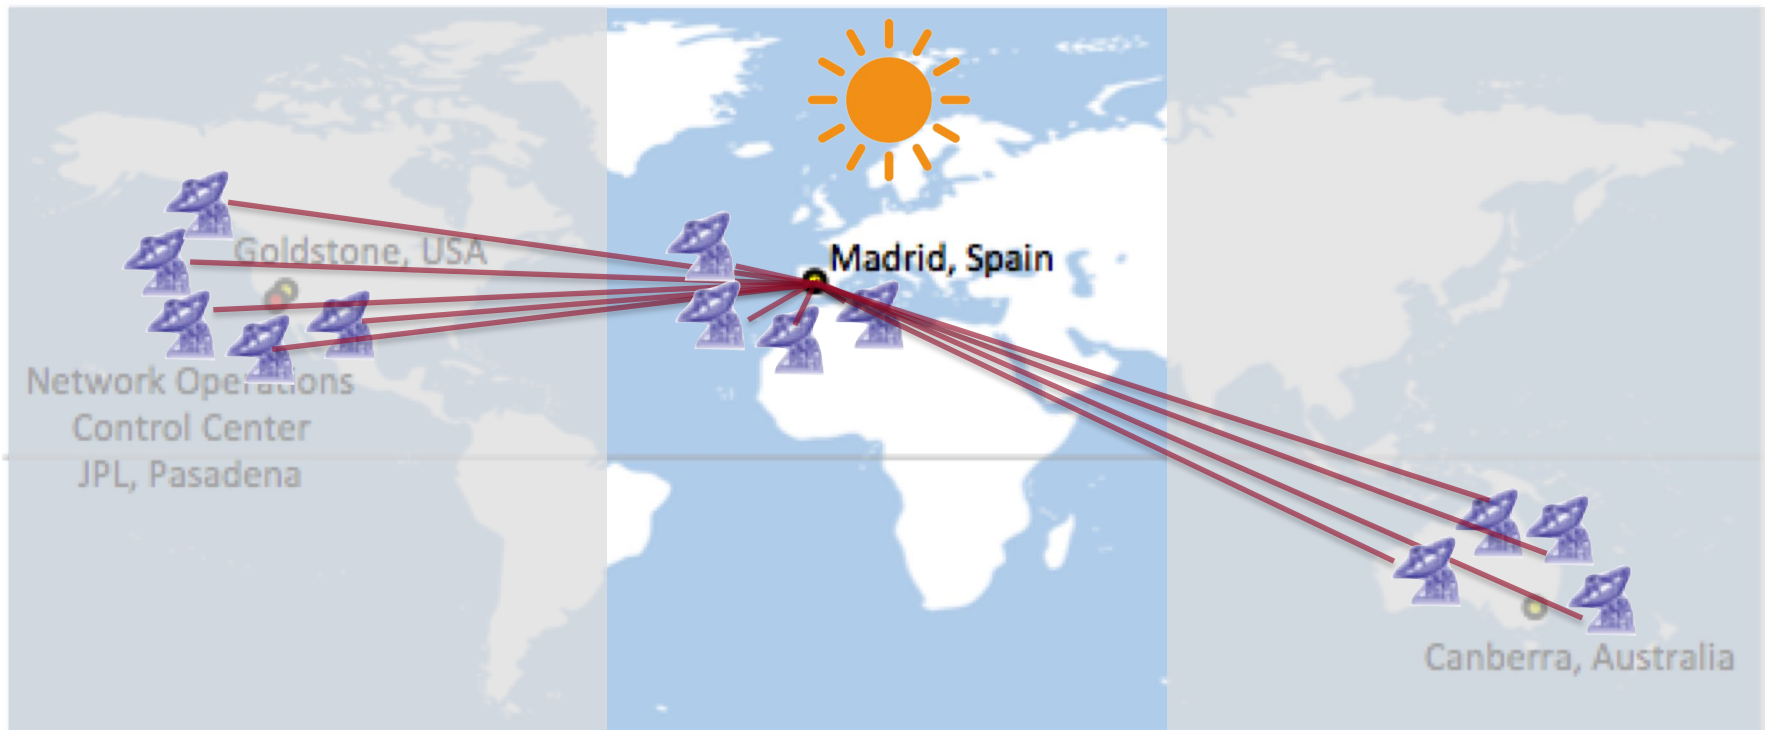 Goldstone, USA
Madrid, Spain
Network Operations
Control Center
JPL, Pasadena
Canberra, Australia